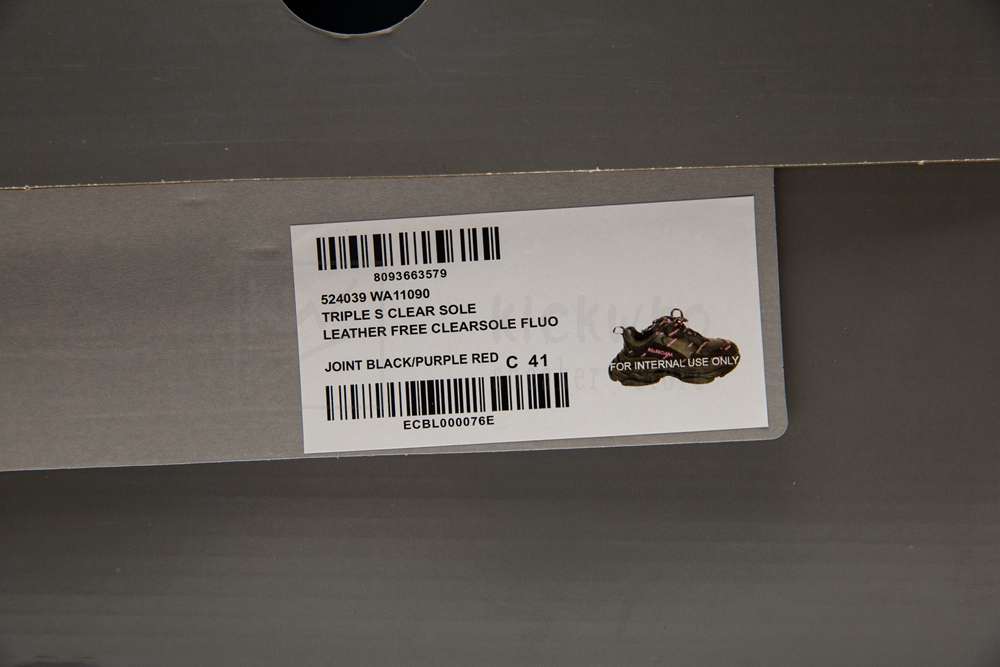 8093663579
524039 WA11090
TRIPLE S CLEAR SOLE
LEATHER FREE CLEARSOLE FLUO
JOINT BLACK/PURPLE RED C 41
ECBL000076E
FOR INTERNAL USE ONLY
kickwho